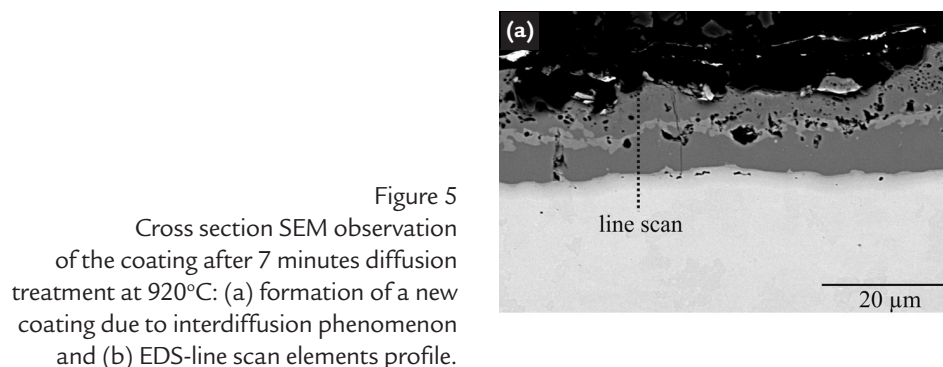 (a)
line scan
20 µm
Figure 5
Cross section SEM observation
of the coating after 7 minutes diffusion
treatment at 920°C: (a) formation of a new
coating due to interdiffusion phenomenon
and (b) EDS-line scan elements profile.